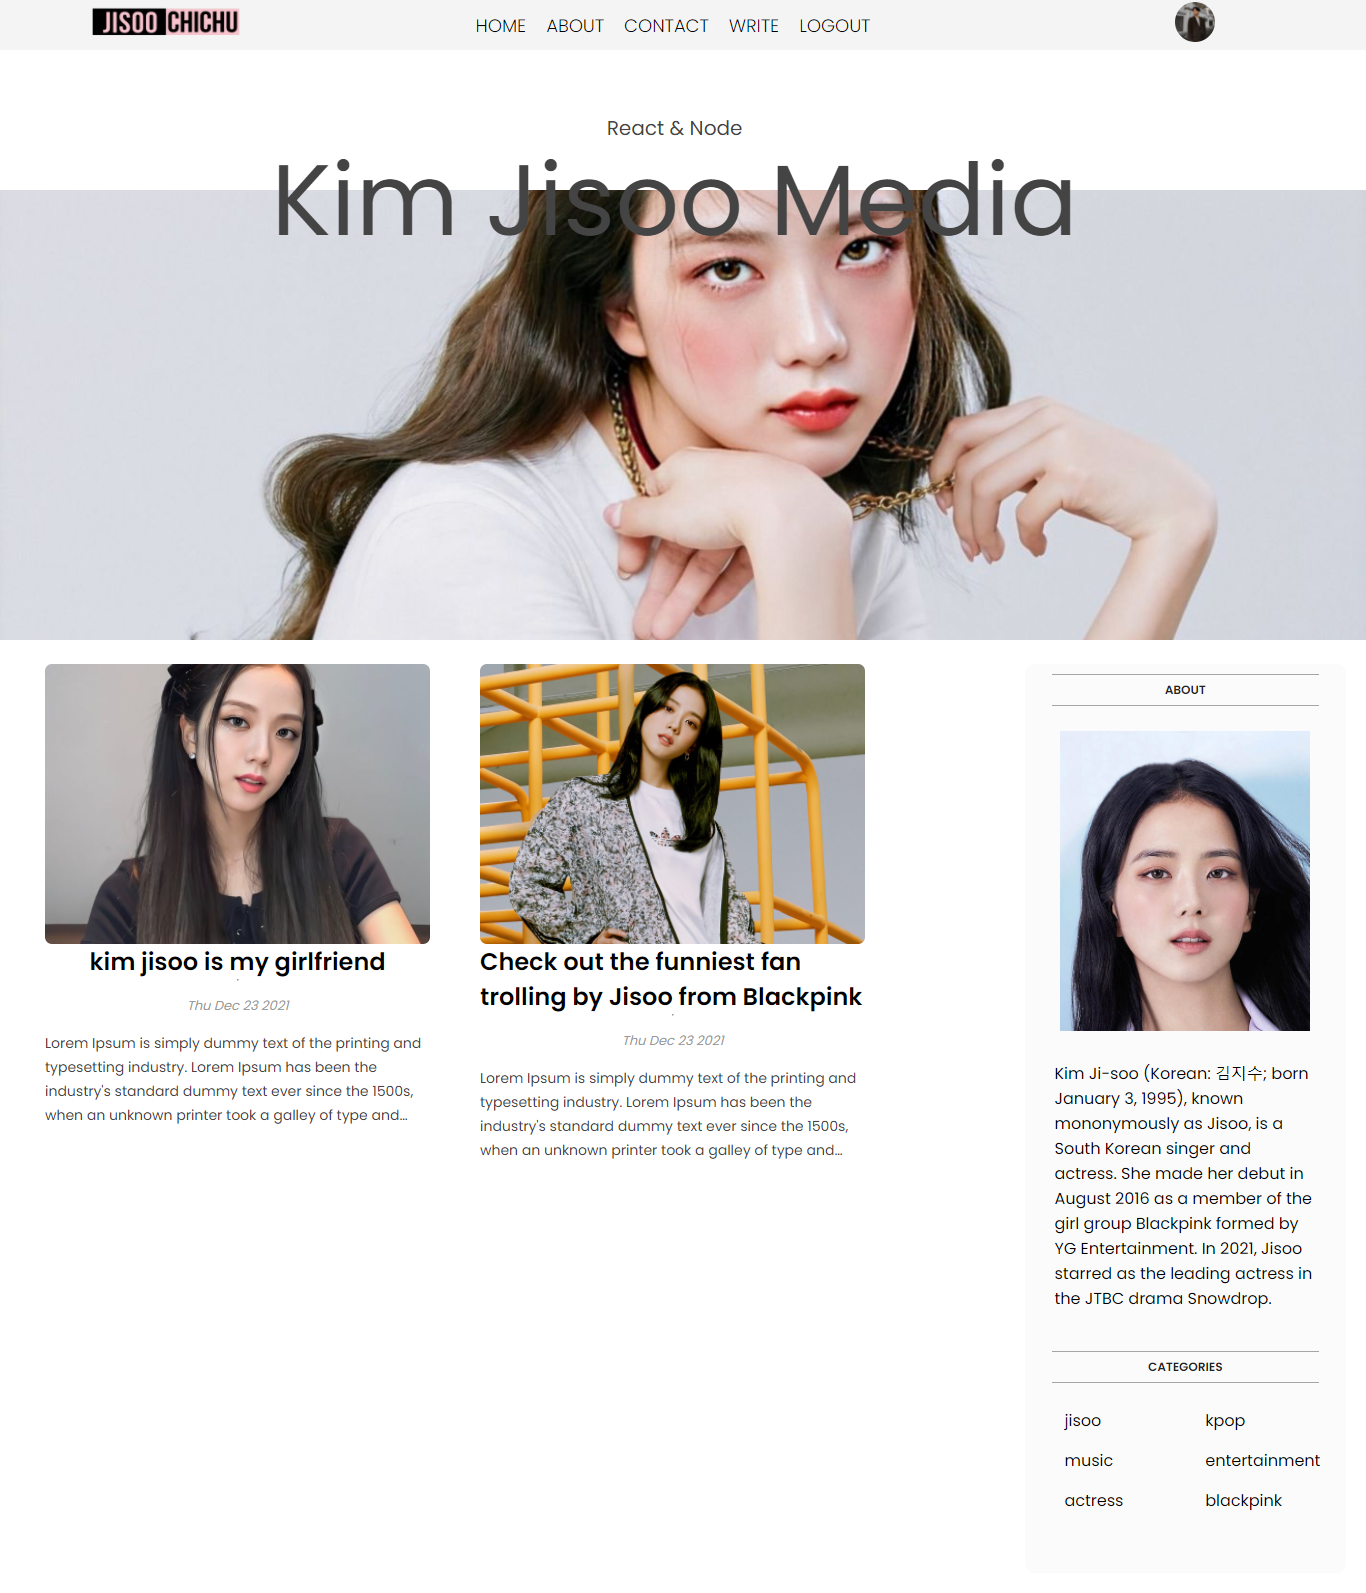 JISOO CHICHU
HOME ABOUT CONTACT WRITE LOGOUT
React & Node
Kim Jisoo Media
kim jisoo is my girlfriend
Thu Dec 23 2021
Lorem Ipsum is simply dummy text of the printing and
typesetting industry. Lorem Ipsum has been the
industry's standard dummy text ever since the 1500s,
when an unknown printer took a galley of type and...
Check out the funniest fan
trolling by Jisoo from Blackpink
Thu Dec 23 2021
Lorem Ipsum is simply dummy text of the printing and
typesetting industry. Lorem Ipsum has been the
industry's standard dummy text ever since the 1500s,
when an unknown printer took a galley of type and...
ABOUT
Kim Ji-soo (Korean: 김지수; born
January 3, 1995), known
mononymously as Jisoo, is a
South Korean singer and
actress. She made her debut in
August 2016 as a member of the
girl group Blackpink formed by
YG Entertainment. In 2021, Jisoo
starred as the leading actress in
the JTBC drama Snowdrop.
CATEGORIES
jisoo kpop
music entertainment
actress blackpink